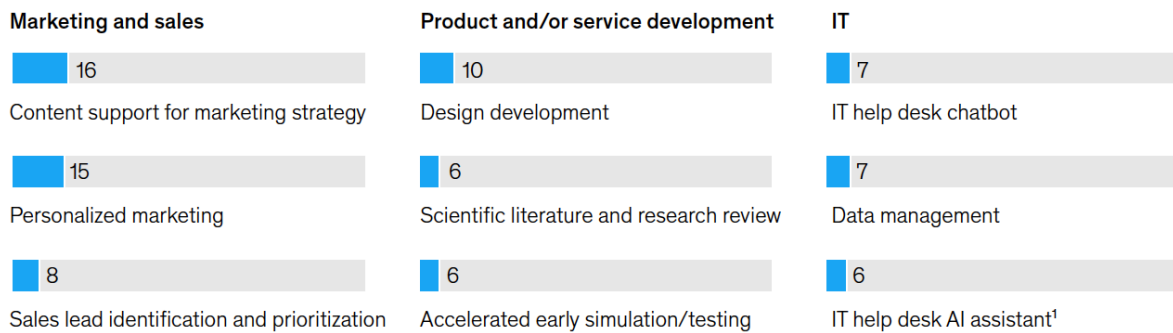 Marketing and sales
16
Content support for marketing strategy
15
Personalized marketing
8
Sales lead identification and prioritization
Product and/or service development
10
Design development
6
Scientific literature and research review
6
Accelerated early simulation/testing
IT
7
IT help desk chatbot
7
Data management
6
IT help desk AI assistant¹